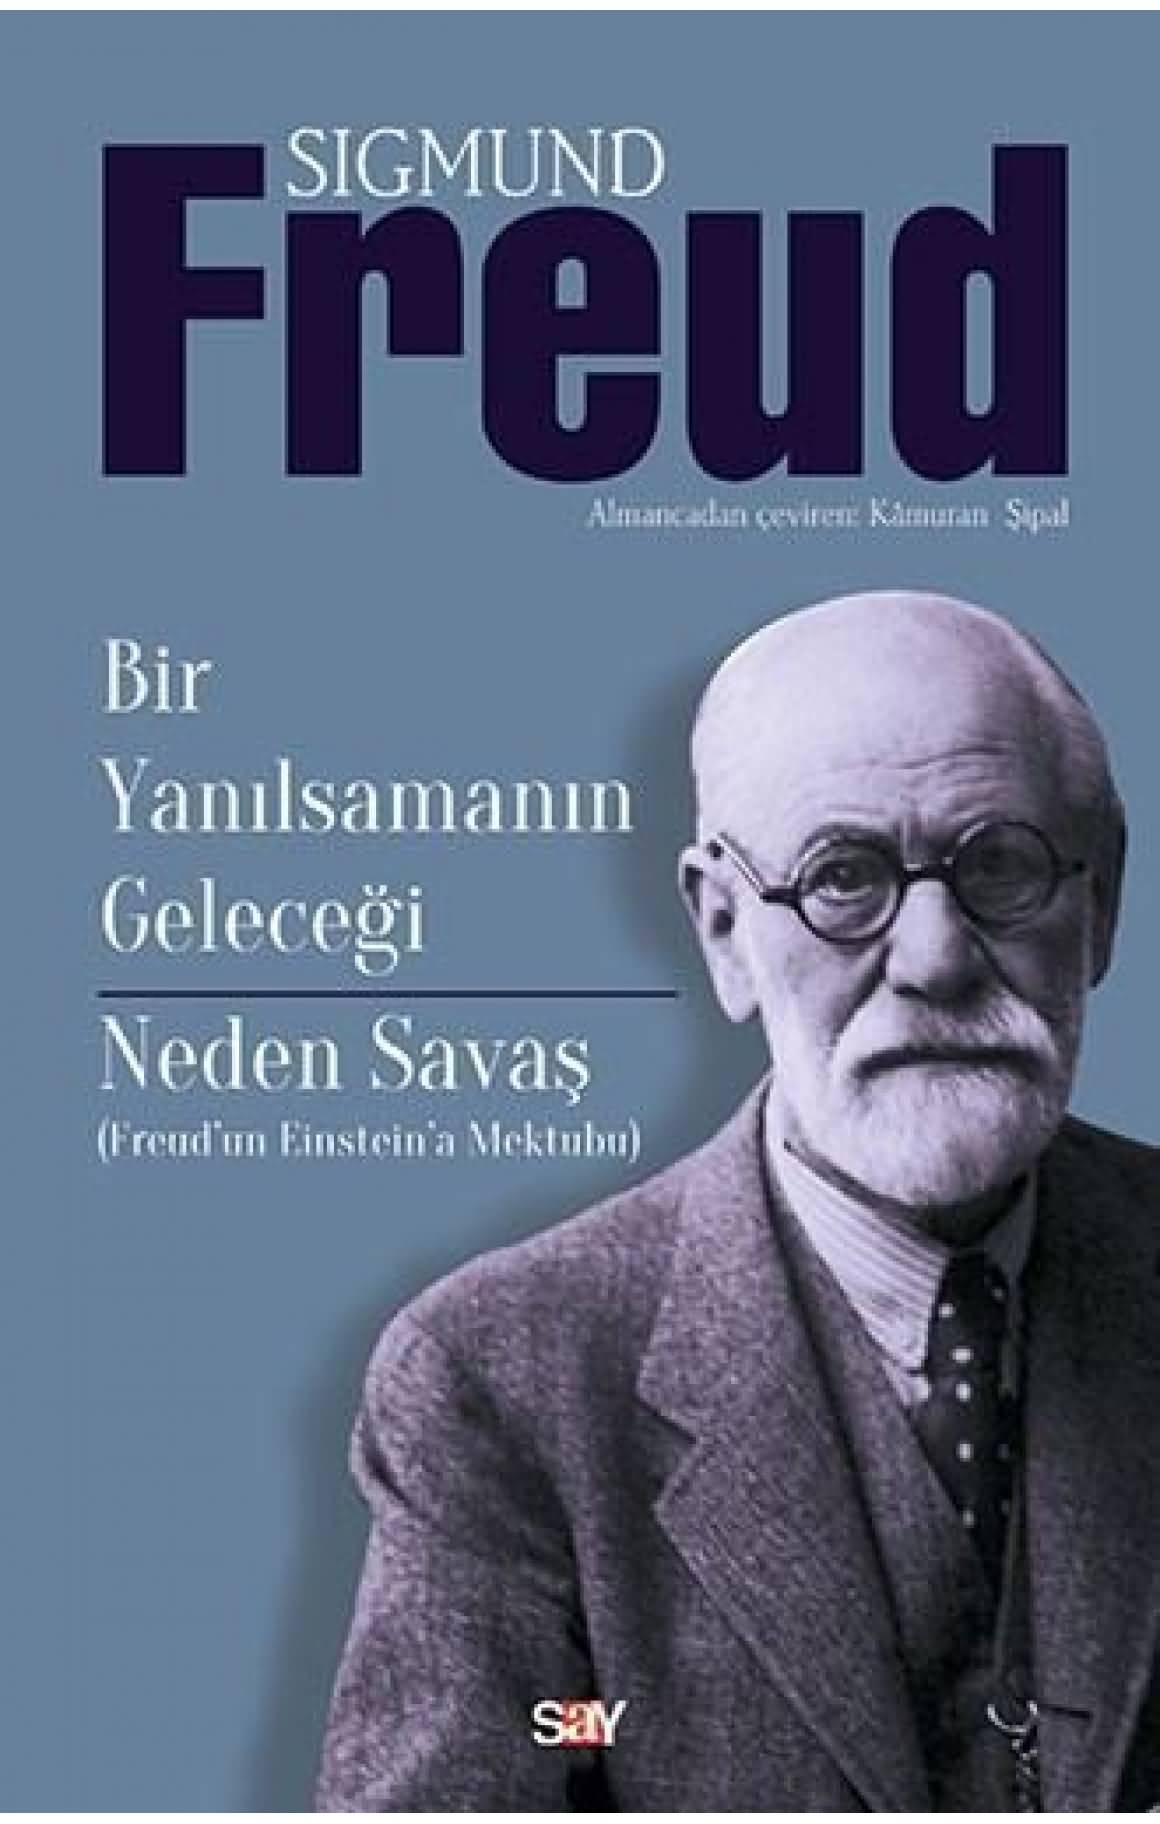 SIGMUND
Freud
Almancadan çeviren: Kâmuran Şipal
Bir
Yanılsamanın
Geleceği
Neden Savaş
(Freud'un Einstein'a Mektubu)
say